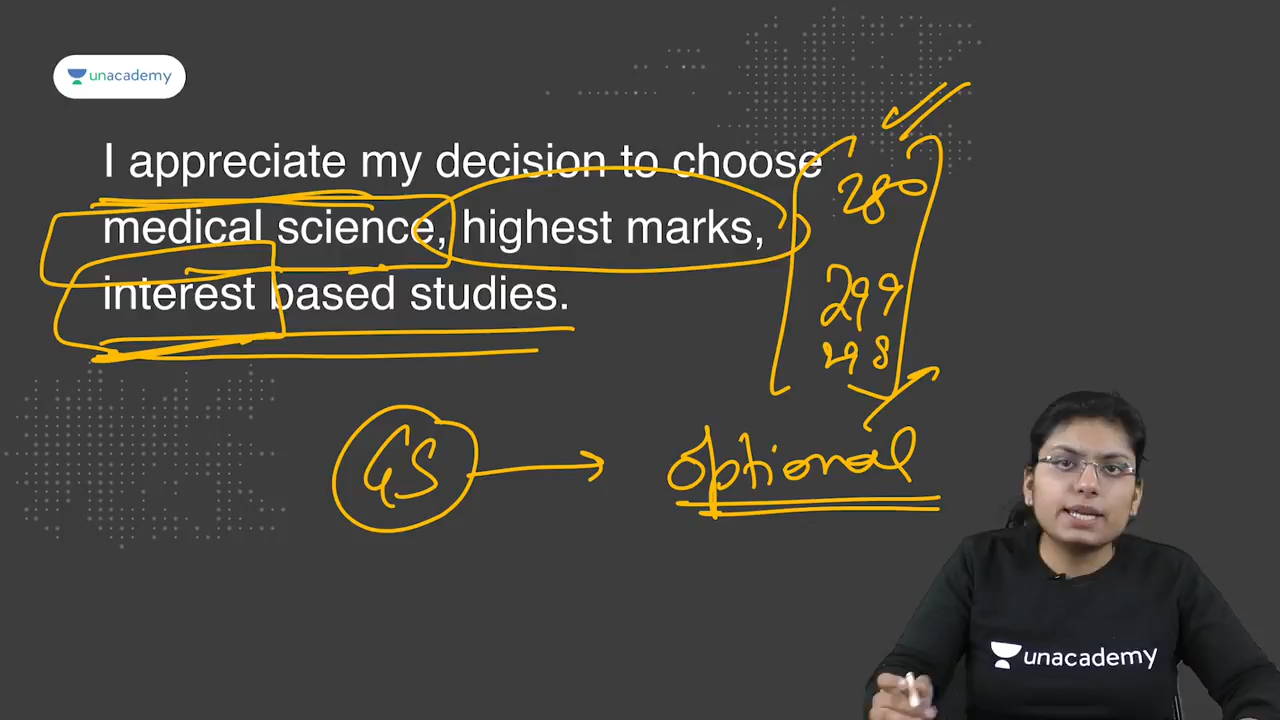 unacademy
I appreciate my decision to choose
medical science, highest marks,
interest based studies.
280
299
298
GS
optional
unacademy